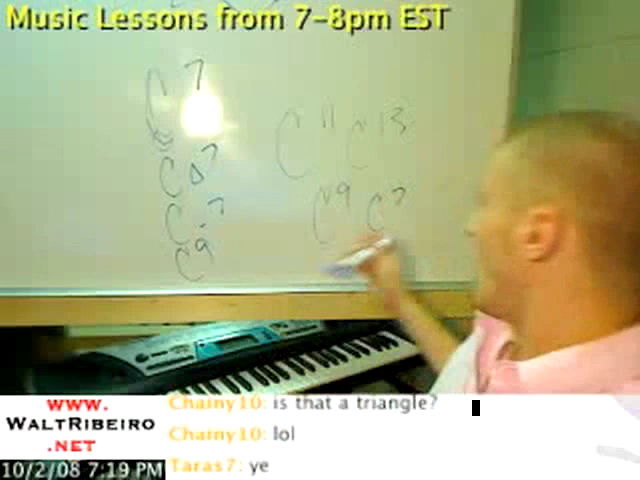 Music Lessons from 7-8pm EST
C7
C△7
C-7
C9
C11 C13
C9 C7
www.
WALTRIBEIRO
.NET
10/2/08 7:19 PM
Chainy10: is that a triangle?
Chainy10: lol
Taras7: ye